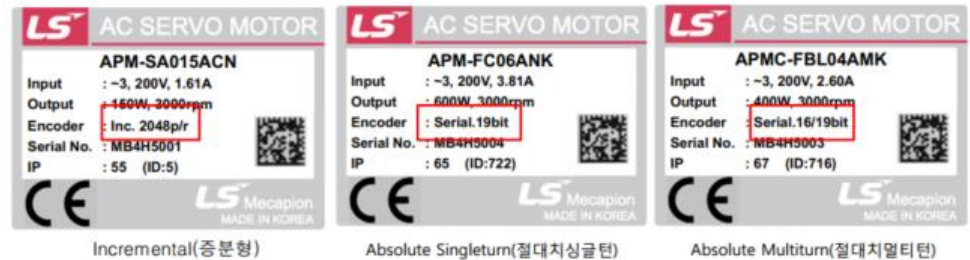 LS AC SERVO MOTOR
APM-SA015ACN
Input : ~3, 200V, 1.61A
Output : 150W, 3000rpm
Encoder : Inc. 2048p/r
Serial No. : MB4H5001
IP : 55 (ID:5)
CE LS Mecapion
MADE IN KOREA
Incremental(증분형)
LS AC SERVO MOTOR
APM-FC06ANK
Input : ~3, 200V, 3.81A
Output : 600W, 3000rpm
Encoder : Serial.19bit
Serial No. : MB4H5004
IP : 65 (ID:722)
CE LS Mecapion
MADE IN KOREA
Absolute Singleturn(절대치싱글턴)
LS AC SERVO MOTOR
APMC-FBL04AMK
Input : ~3, 200V, 2.60A
Output : 400W, 3000rpm
Encoder : Serial.16/19bit
Serial No. : MB4H5003
IP : 67 (ID:716)
CE LS Mecapion
MADE IN KOREA
Absolute Multiturn(절대치멀티턴)